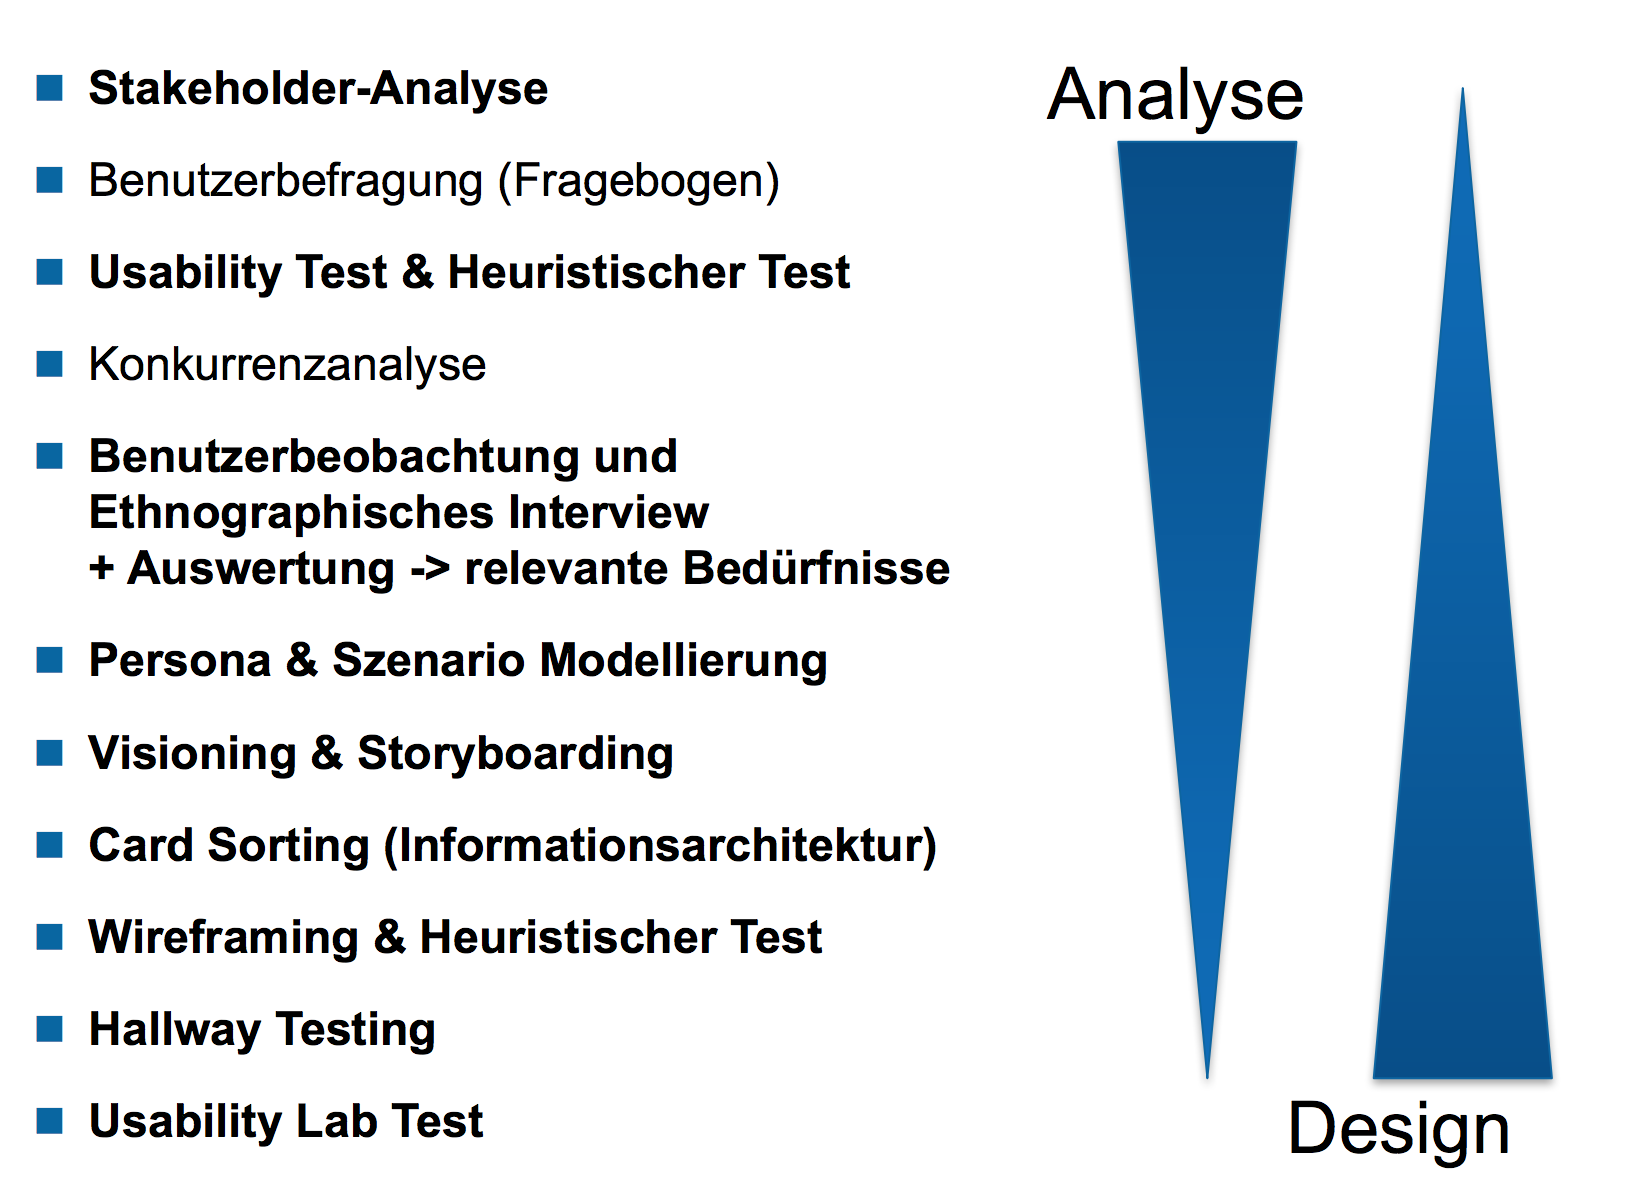 Stakeholder-Analyse
Benutzerbefragung (Fragebogen)
Usability Test & Heuristischer Test
Konkurrenzanalyse
Benutzerbeobachtung und
Ethnographisches Interview
+ Auswertung -> relevante Bedürfnisse
Persona & Szenario Modellierung
Visioning & Storyboarding
Card Sorting (Informationsarchitektur)
Wireframing & Heuristischer Test
Hallway Testing
Usability Lab Test
Analyse
Design